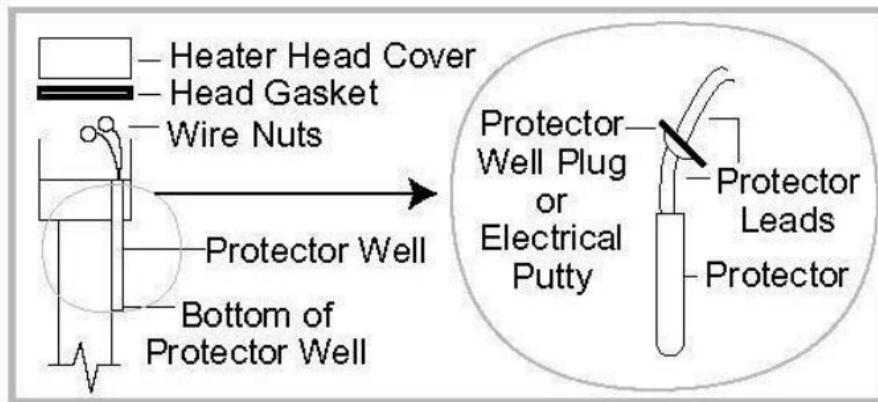 Heater Head Cover
Head Gasket
Wire Nuts
Protector Well
Bottom of
Protector Well
Protector
Well Plug
or
Electrical
Putty
Protector
Leads
Protector